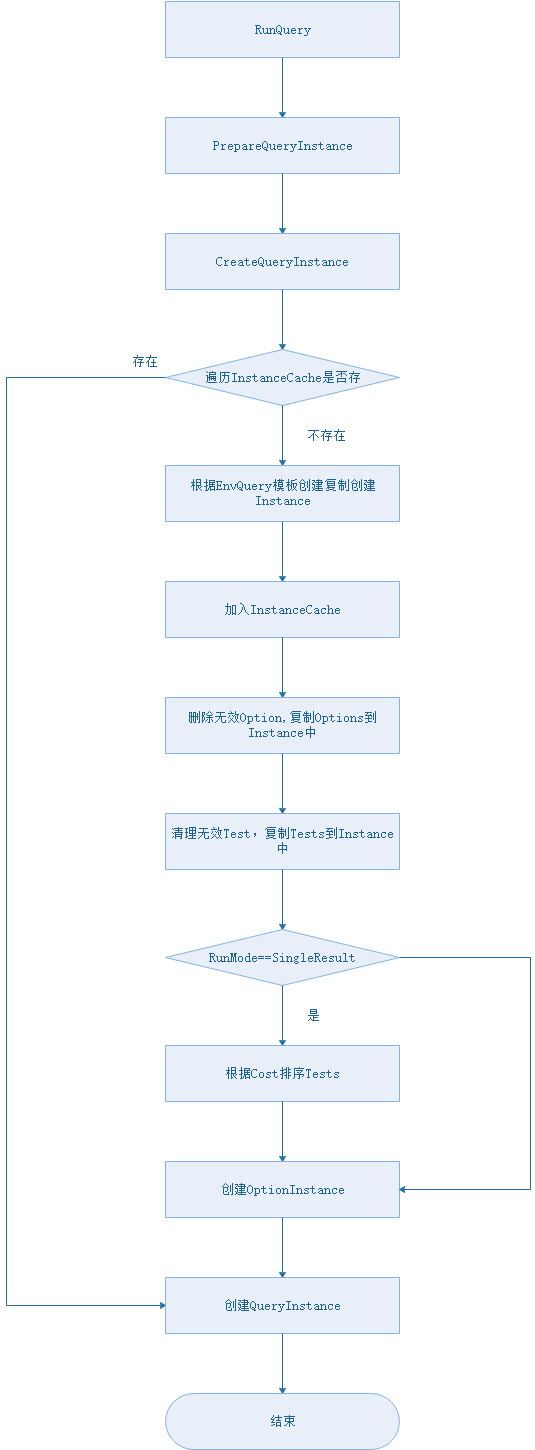 RunQuery
PrepareQueryInstance
CreateQueryInstance
存在
遍历InstanceCache是否存
不存在
根据EnvQuery模板创建复制创建
Instance
加入InstanceCache
删除无效Option,复制Options到
Instance中
清理无效Test，复制Tests到Instance
中
RunMode==SingleResult
是
根据Cost排序Tests
创建OptionInstance
创建QueryInstance
结束